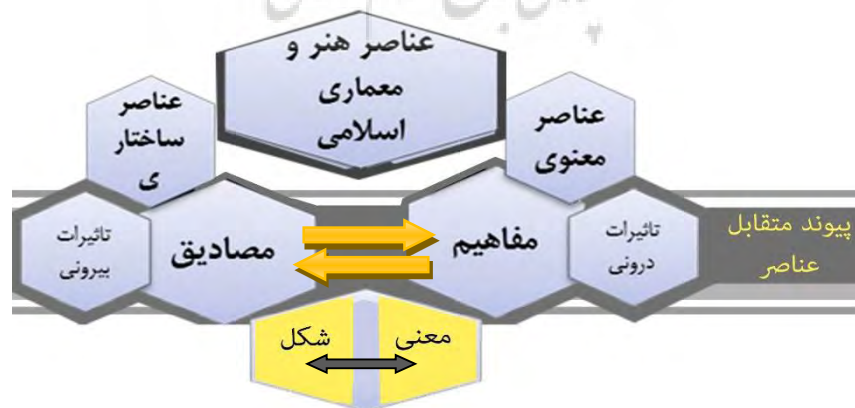 عناصر هنر و
معماری
اسلامی
عناصر
معنوی
عناصر
ساختار
ی
پیوند متقابل
عناصر
تاثیرات
درونی
مفاهیم
مصادیق
تاثیرات
بیرونی
معنی
شکل